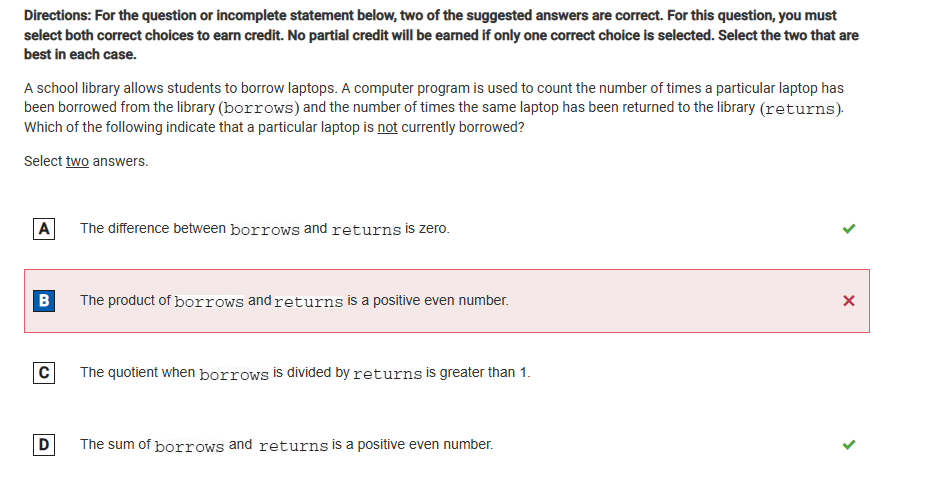 Directions: For the question or incomplete statement below, two of the suggested answers are correct. For this question, you must
select both correct choices to earn credit. No partial credit will be earned if only one correct choice is selected. Select the two that are
best in each case.
A school library allows students to borrow laptops. A computer program is used to count the number of times a particular laptop has
been borrowed from the library (borrows) and the number of times the same laptop has been returned to the library (returns).
Which of the following indicate that a particular laptop is not currently borrowed?
Select two answers.
A The difference between borrows and returns is zero.
B The product of borrows and returns is a positive even number.
C The quotient when borrows is divided by returns is greater than 1.
D The sum of borrows and returns is a positive even number.